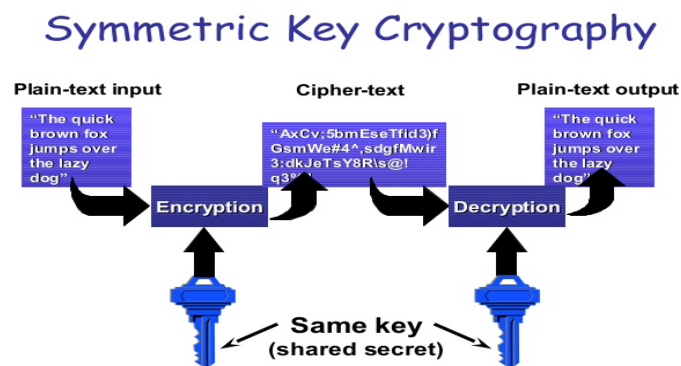 Symmetric Key Cryptography
Plain-text input
Cipher-text
Plain-text output
“The quick
brown fox
jumps over
the lazy
dog”
“AxCv;5bmEseTfid3)f
GsmWe#4^,sdgfMwir
3:dkJeTsY8R\s@!
“The quick
brown fox
jumps over
the lazy
dog”
Encryption
Decryption
Same key
(shared secret)